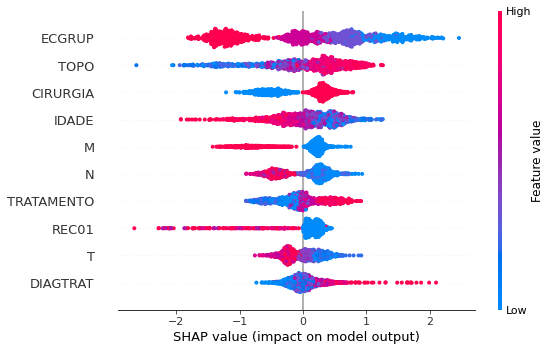 High
ECGRUP
TOPO
CIRURGIA
IDADE
M
N
TRATAMENTO
REC01
T
DIAGTRAT
Feature value
Low
−2 −1 0 1 2
SHAP value (impact on model output)